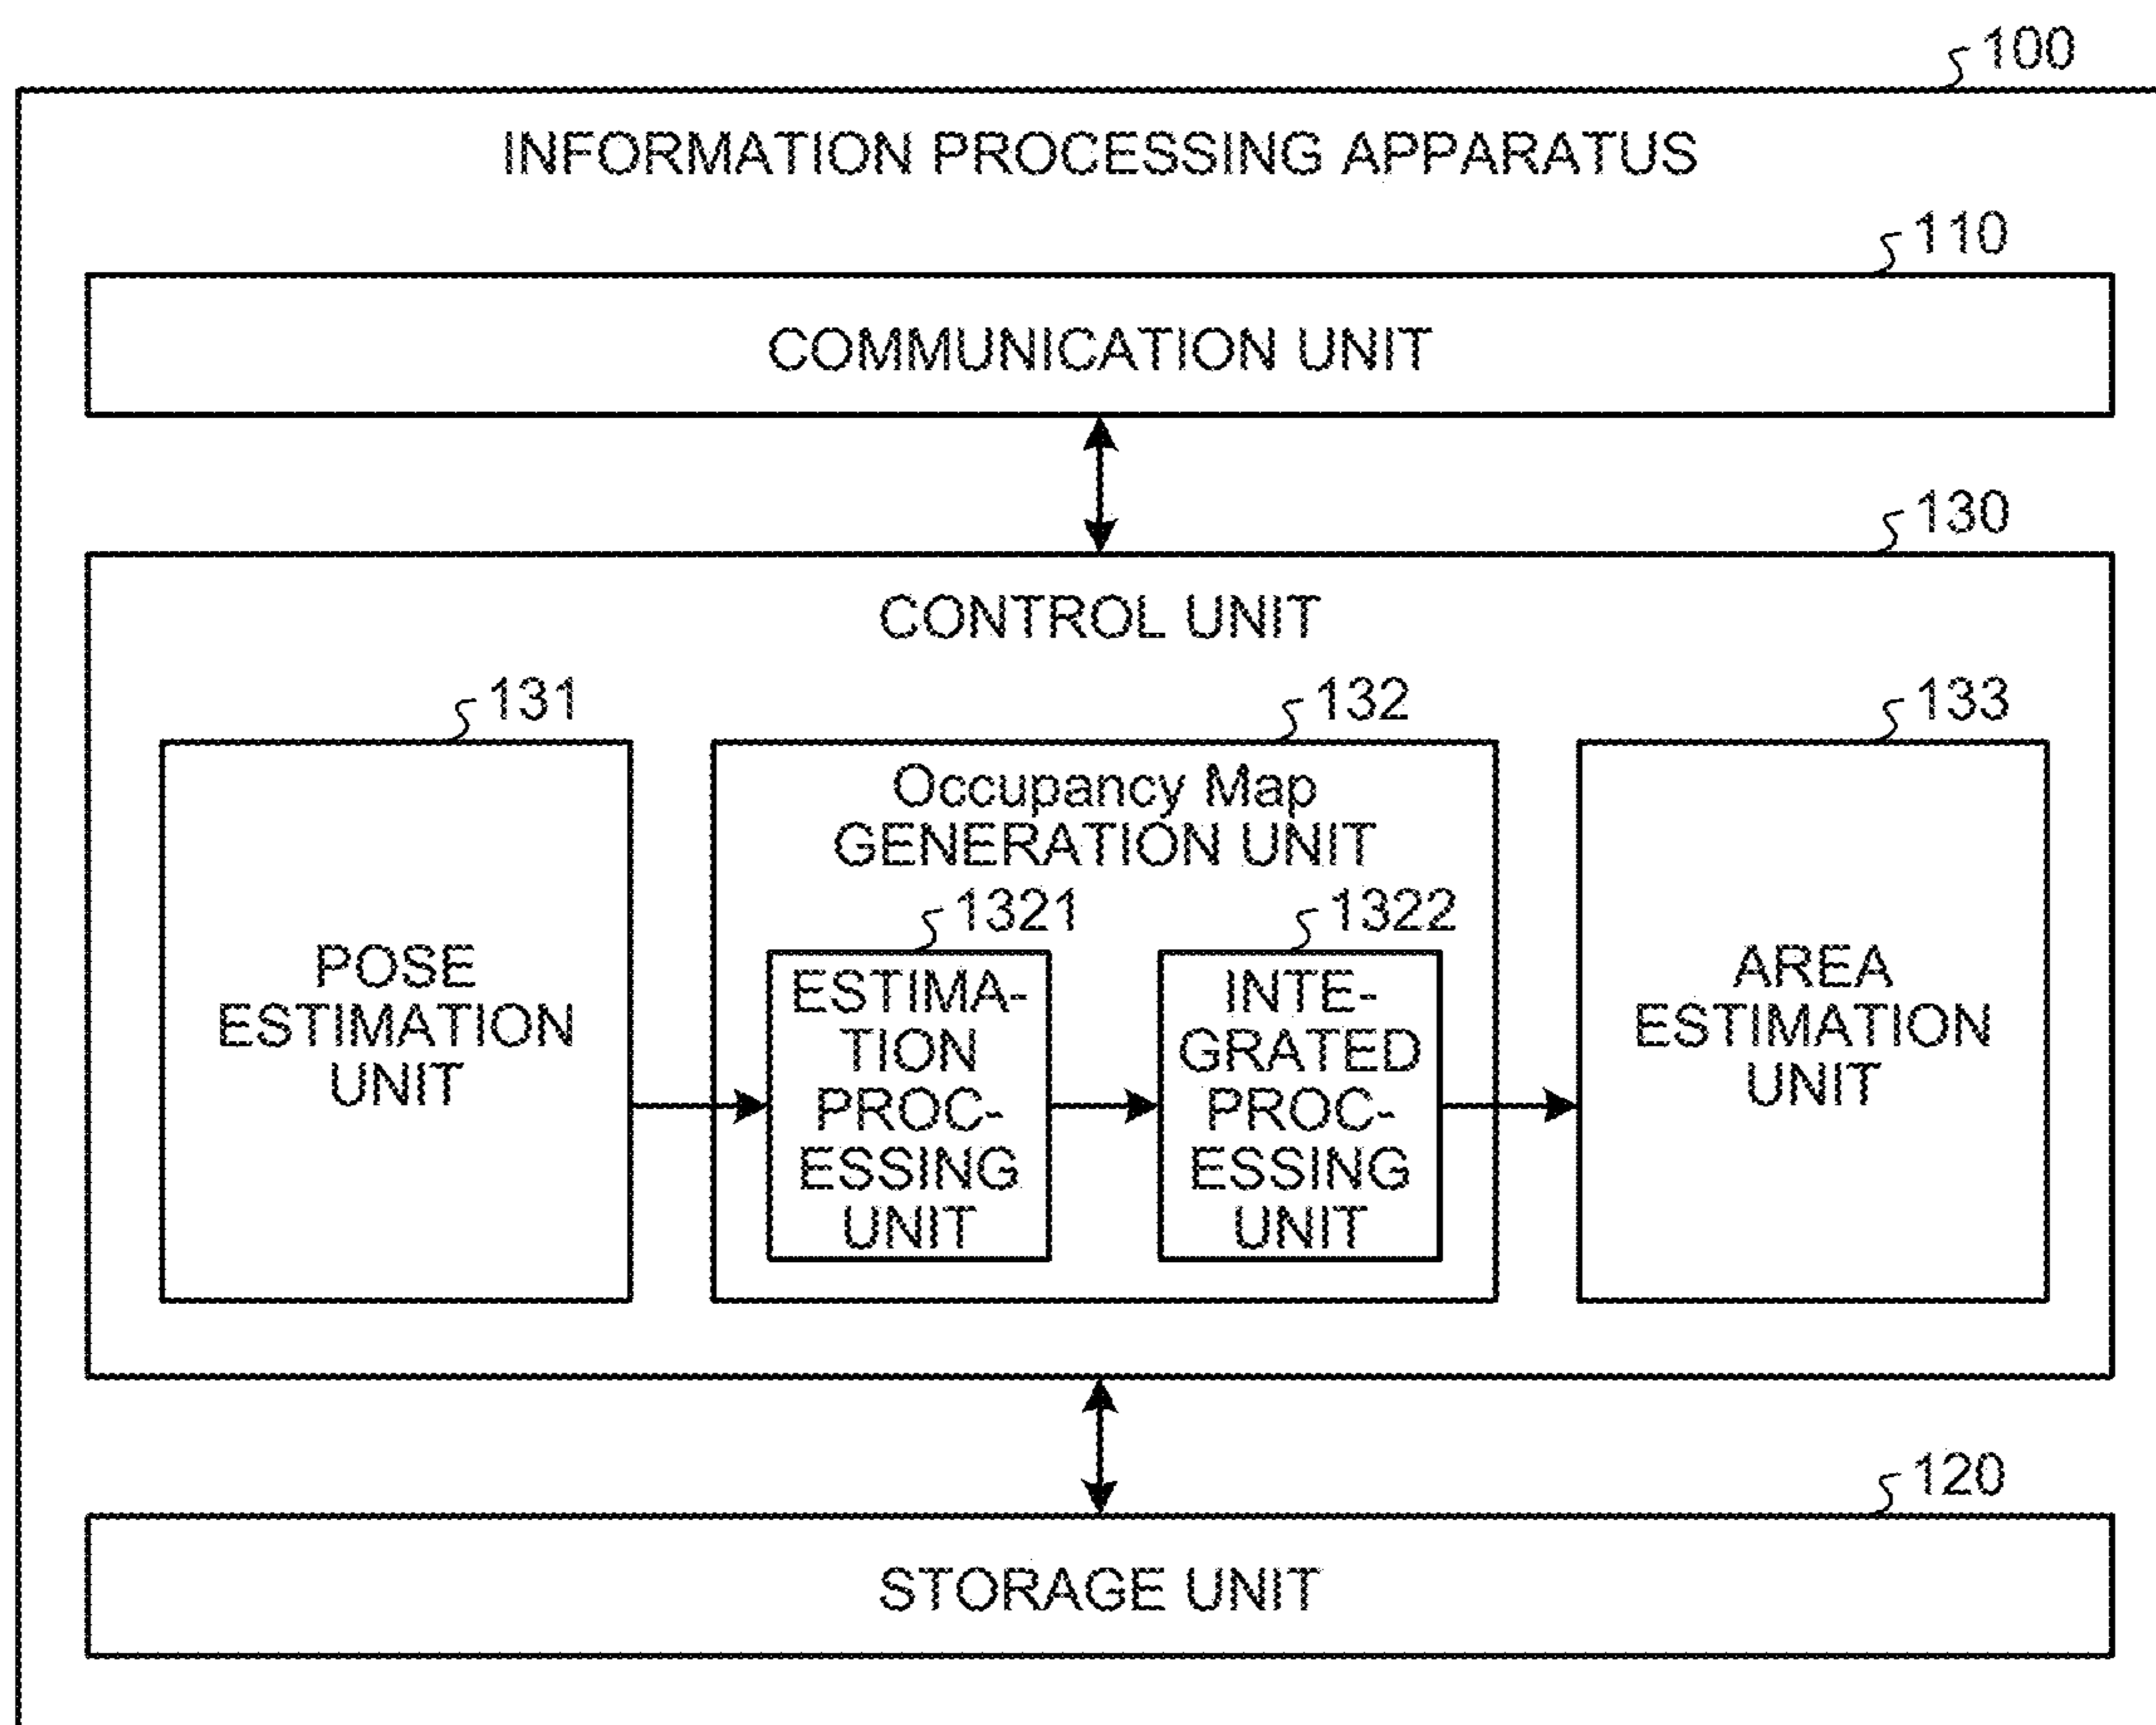 100
INFORMATION PROCESSING APPARATUS
110
COMMUNICATION UNIT
130
CONTROL UNIT
131
132
133
Occupancy Map
GENERATION UNIT
1321
1322
POSE
ESTIMATION
UNIT
ESTIMA-
TION
PROC-
ESSING
UNIT
INTE-
GRATED
PROC-
ESSING
UNIT
AREA
ESTIMATION
UNIT
120
STORAGE UNIT